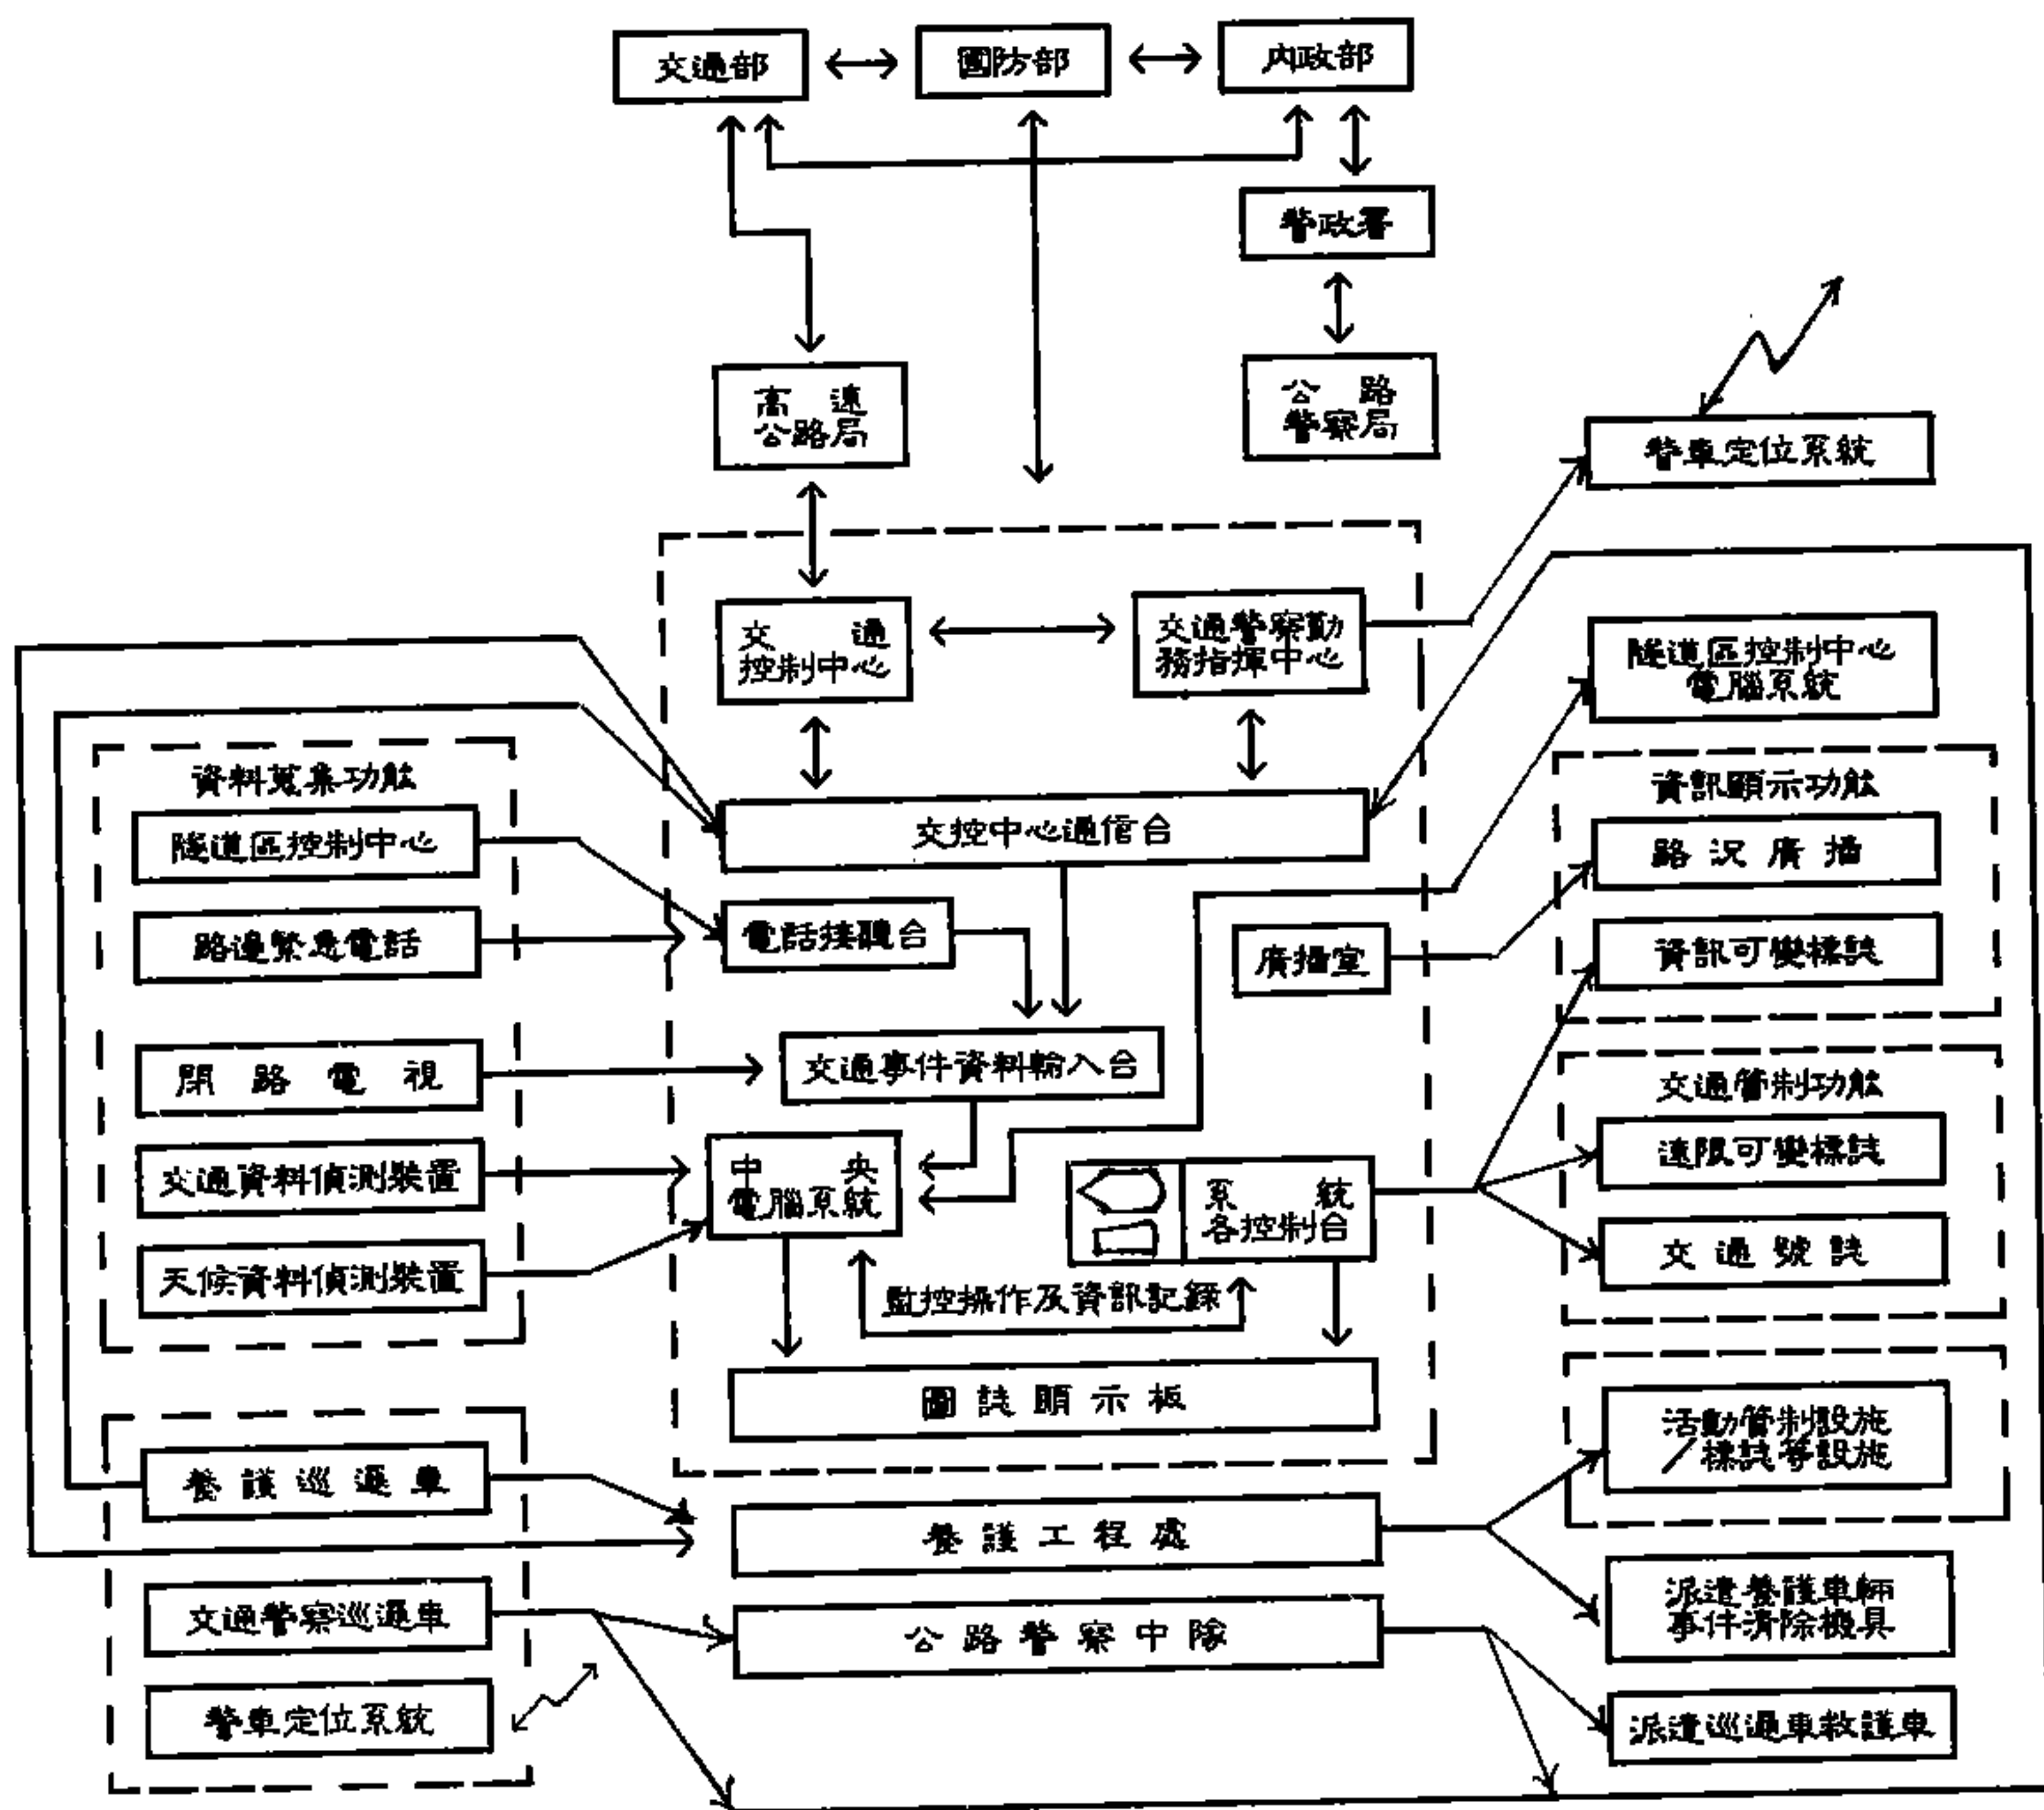 交通部
國防部
內政部
警政署
高速
公路局
公路
警察局
警車定位系統
交通
控制中心
交通警察勤
務指揮中心
隧道區控制中心
電腦系統
資料蒐集功能
隧道區控制中心
路邊緊急電話
閉路電視
交通資料偵測裝置
天候資料偵測裝置
交控中心通信台
電話接聽台
廣播室
交通事件資料輸入台
中央
電腦系統
系統
各控制台
監控操作及資訊記錄
圖誌顯示板
資訊顯示功能
路況廣播
資訊可變標誌
交通管制功能
速限可變標誌
交通號誌
活動管制設施
/標誌等設施
養護巡邏車
交通警察巡邏車
警車定位系統
養護工程處
公路警察中隊
派遣養護車輛
事件清除機具
派遣巡邏車救護車